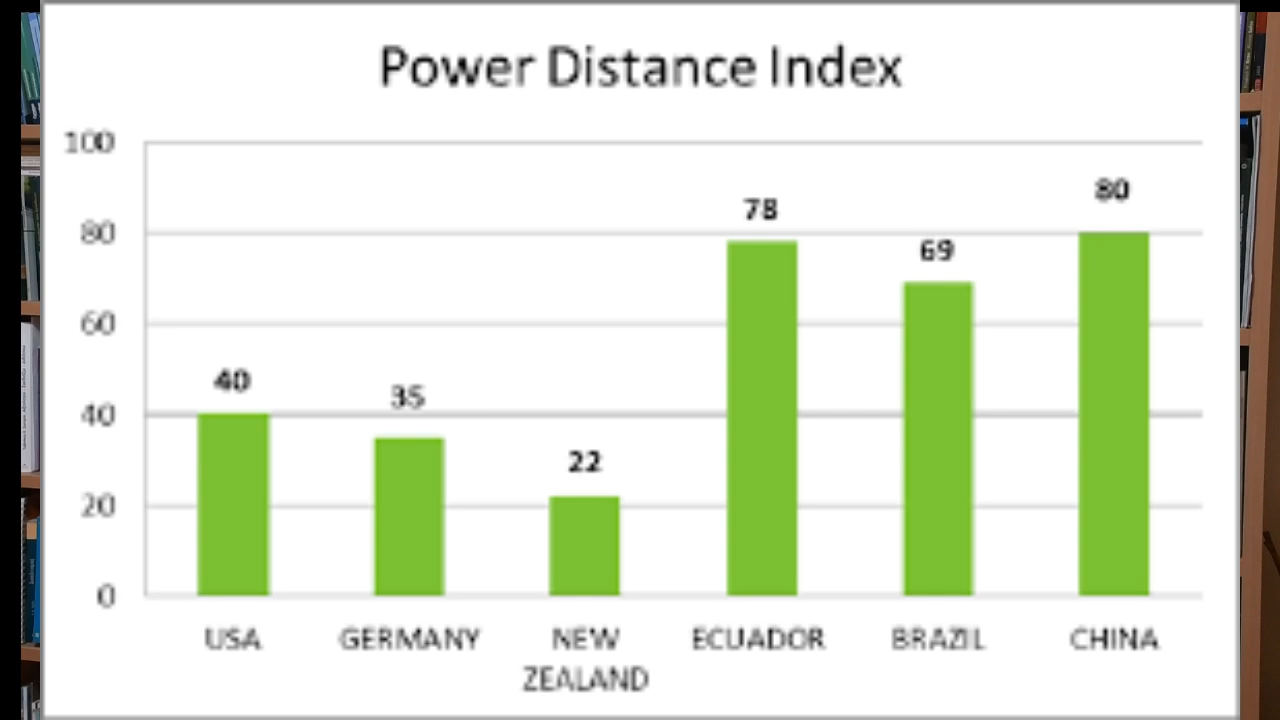 Power Distance Index
100
80
60
40
20
0
40
35
22
78
69
80
USA
GERMANY
NEW
ZEALAND
ECUADOR
BRAZIL
CHINA